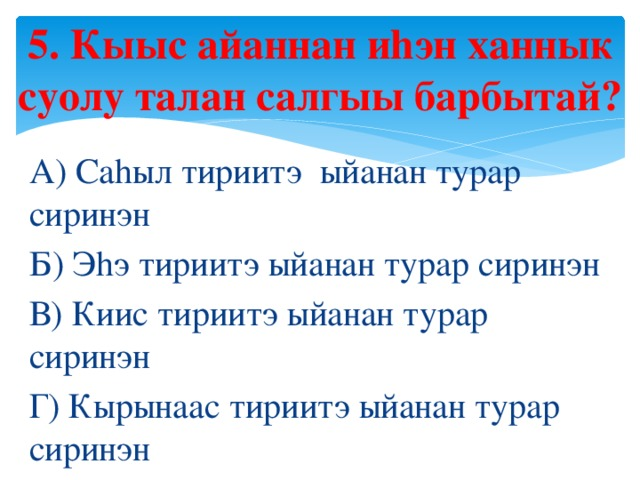 5. Кыыс айаннан иһэн ханнык
суолу талан салгыы барбытай?
А) Саһыл тириитэ  ыйанан турар
сиринэн
Б) Эһэ тириитэ ыйанан турар сиринэн
В) Киис тириитэ ыйанан турар
сиринэн
Г) Кырынаас тириитэ ыйанан турар
сиринэн